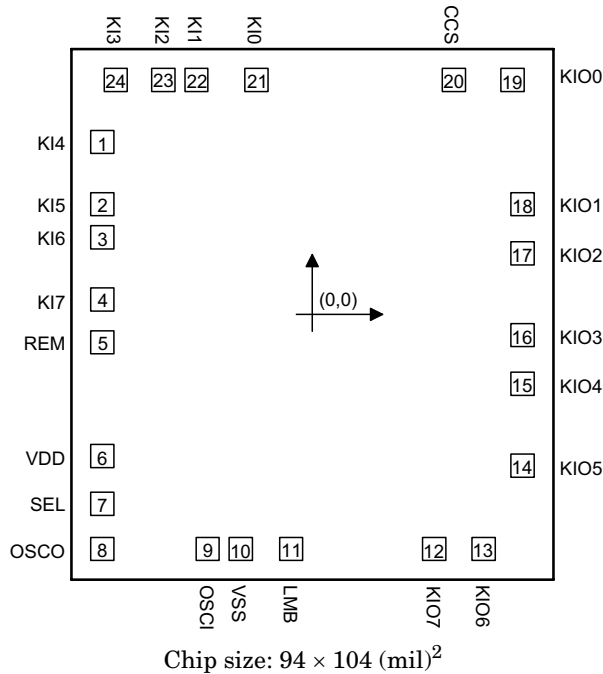 KI3 KI2 KI1 KI0 CCS
24 23 22 21 20 19 KIO0
KI4 1
KI5 2 18 KIO1
KI6 3 17 KIO2
(0,0)
KI7 4
REM 5 16 KIO3
15 KIO4
VDD 6 14 KIO5
SEL 7
OSCO 8 9 10 11 12 13
OSCI VSS LMB KIO7 KIO6
Chip size: 94 × 104 (mil)²